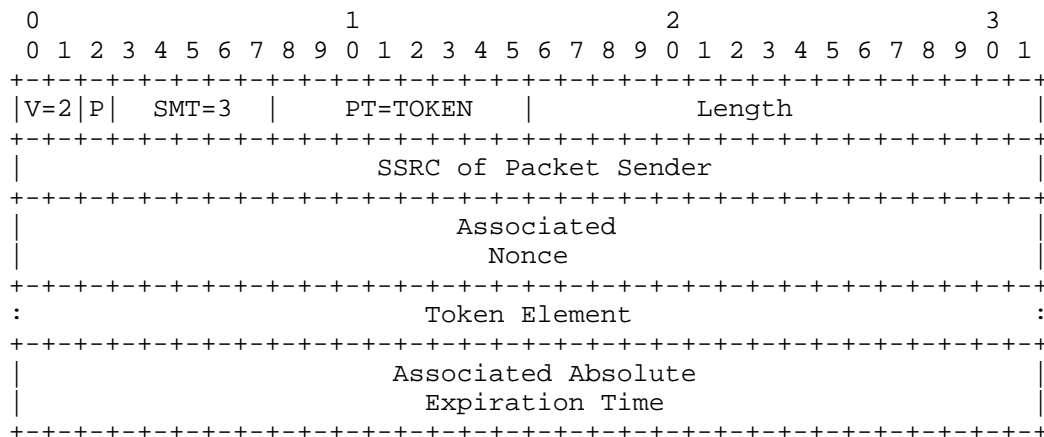 0                   1                   2                   3
 0 1 2 3 4 5 6 7 8 9 0 1 2 3 4 5 6 7 8 9 0 1 2 3 4 5 6 7 8 9 0 1
+-+-+-+-+-+-+-+-+-+-+-+-+-+-+-+-+-+-+-+-+-+-+-+-+-+-+-+-+-+-+-+-+
|V=2|P|  SMT=3  |    PT=TOKEN   |          Length               |
+-+-+-+-+-+-+-+-+-+-+-+-+-+-+-+-+-+-+-+-+-+-+-+-+-+-+-+-+-+-+-+-+
|                      SSRC of Packet Sender                    |
+-+-+-+-+-+-+-+-+-+-+-+-+-+-+-+-+-+-+-+-+-+-+-+-+-+-+-+-+-+-+-+-+
|                           Associated                          |
|                             Nonce                             |
+-+-+-+-+-+-+-+-+-+-+-+-+-+-+-+-+-+-+-+-+-+-+-+-+-+-+-+-+-+-+-+-+
:                         Token Element                         :
+-+-+-+-+-+-+-+-+-+-+-+-+-+-+-+-+-+-+-+-+-+-+-+-+-+-+-+-+-+-+-+-+
|                       Associated Absolute                     |
|                         Expiration Time                       |
+-+-+-+-+-+-+-+-+-+-+-+-+-+-+-+-+-+-+-+-+-+-+-+-+-+-+-+-+-+-+-+-+